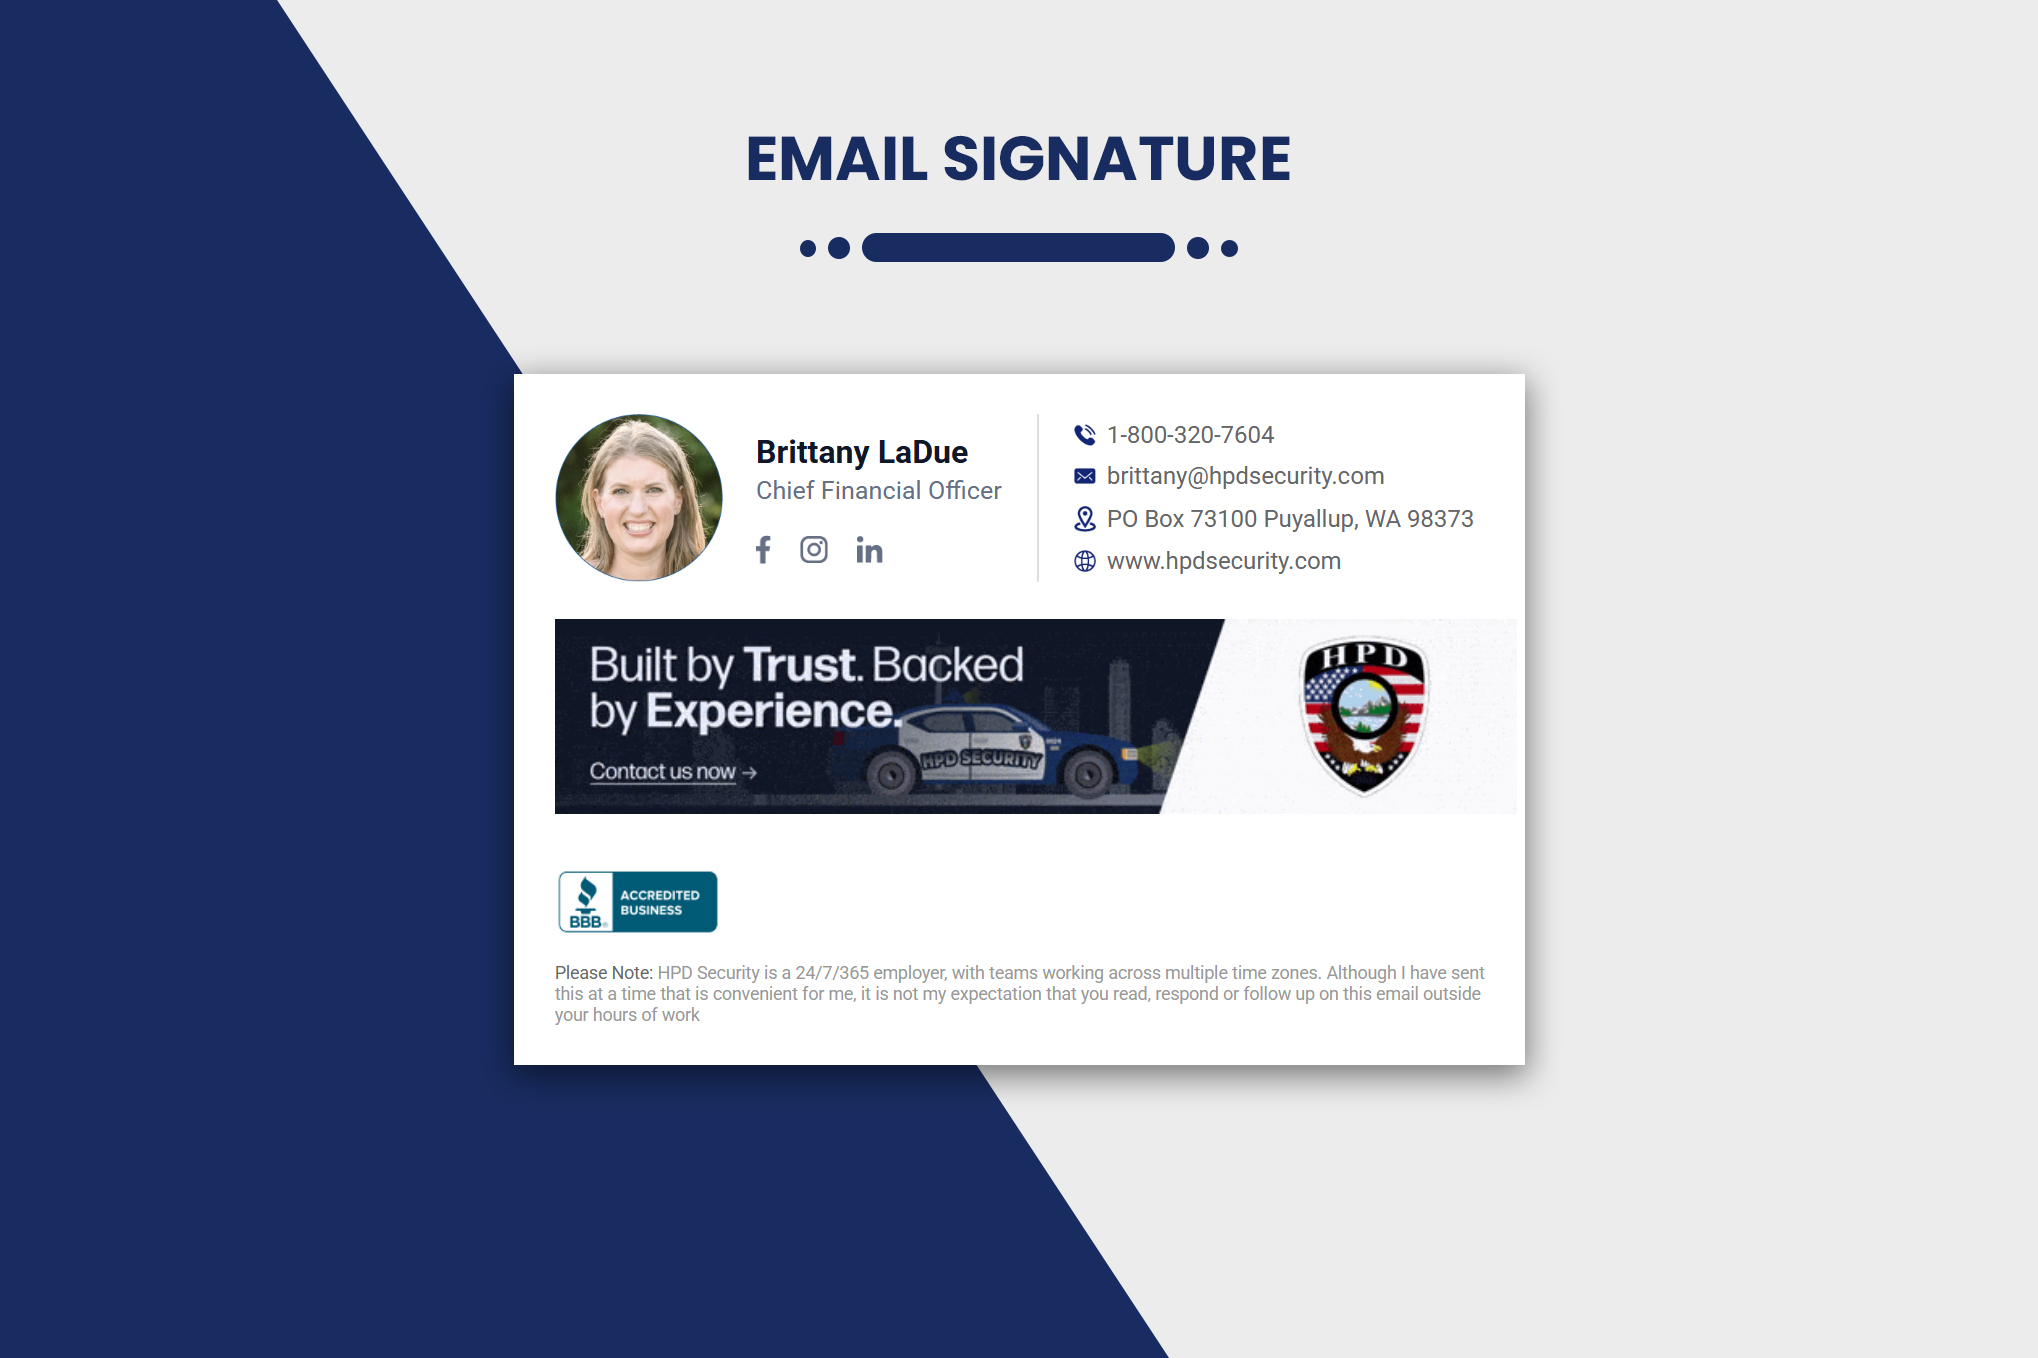 EMAIL SIGNATURE
Brittany LaDue
Chief Financial Officer
1-800-320-7604
brittany@hpdsecurity.com
PO Box 73100 Puyallup, WA 98373
www.hpdsecurity.com
Built by Trust. Backed
by Experience.
Contact us now →
HPD SECURITY
HPD
BBB®
ACCREDITED
BUSINESS
Please Note: HPD Security is a 24/7/365 employer, with teams working across multiple time zones. Although I have sent
this at a time that is convenient for me, it is not my expectation that you read, respond or follow up on this email outside
your hours of work